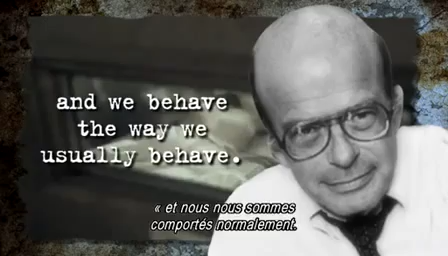 and we behave
the way we
usually behave.
« et nous nous sommes
comportés normalement.